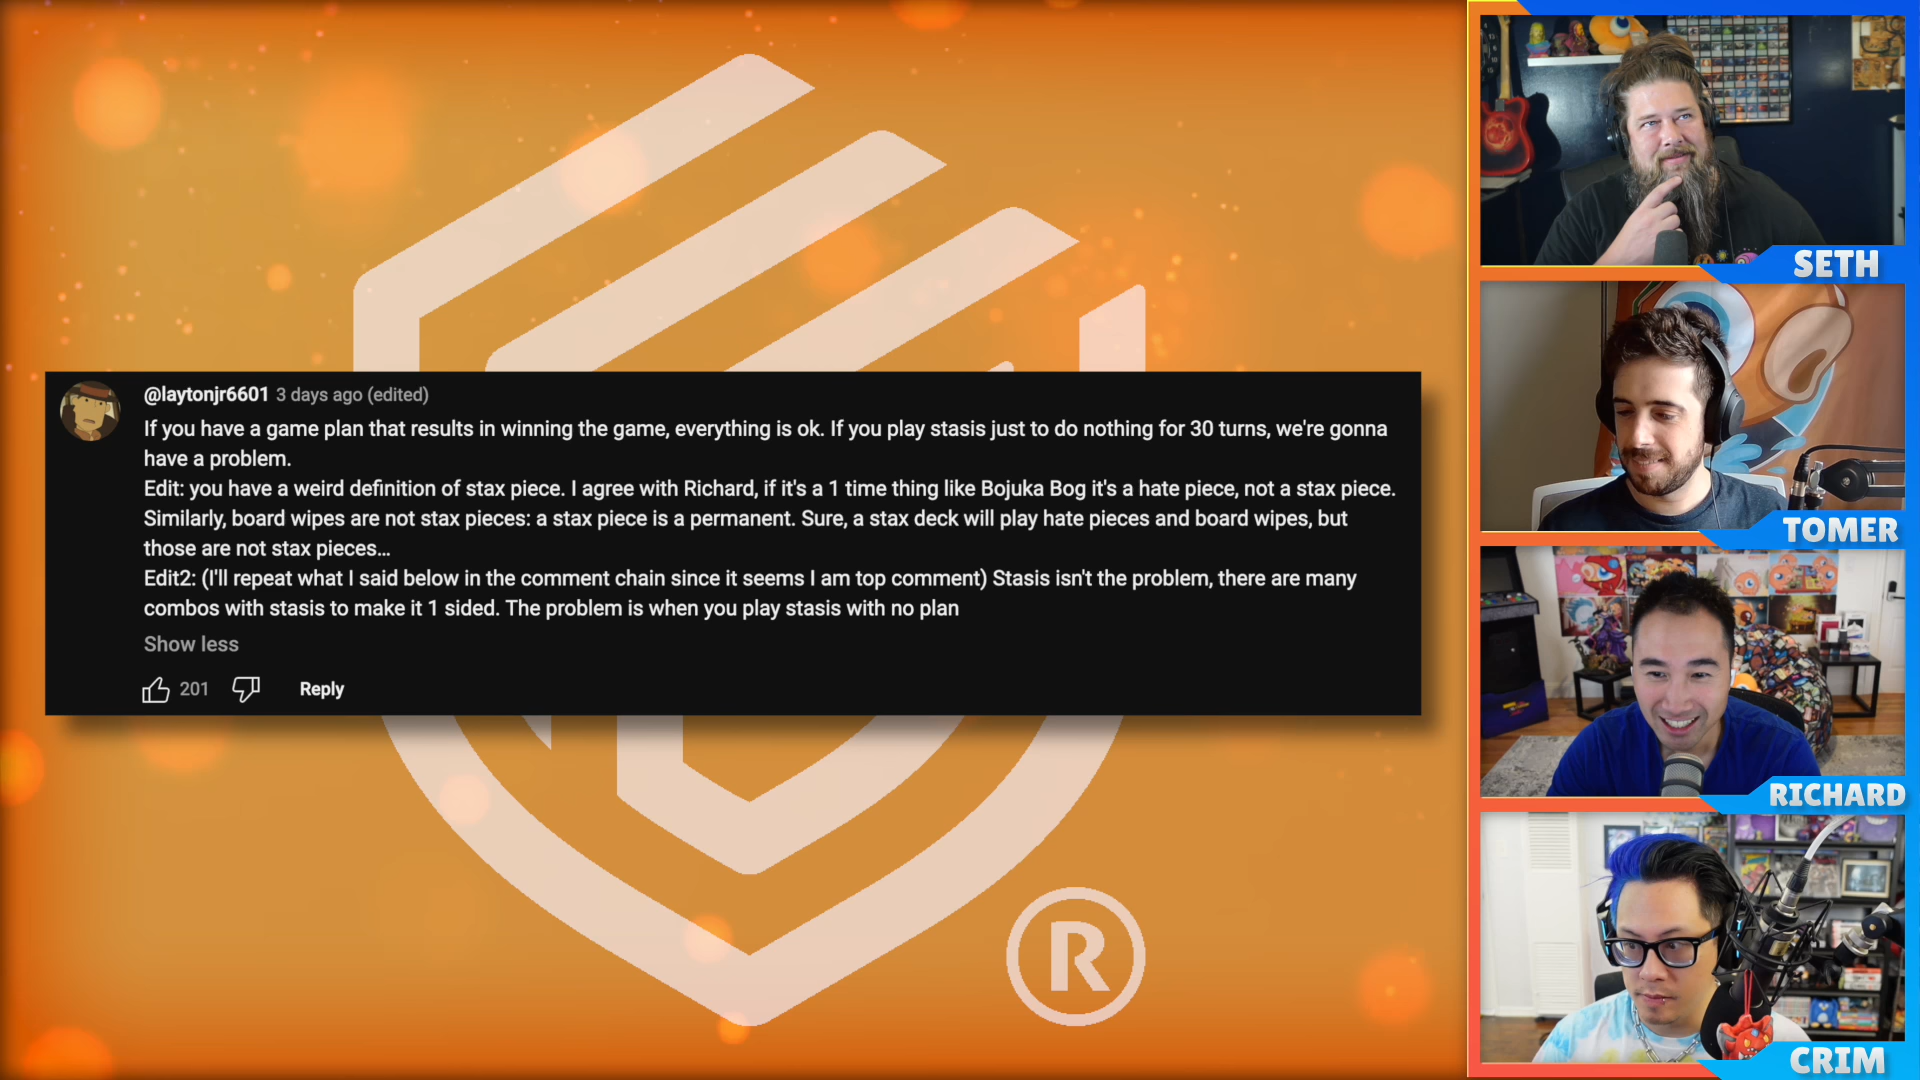 @laytonjr6601 3 days ago (edited)
If you have a game plan that results in winning the game, everything is ok. If you play stasis just to do nothing for 30 turns, we're gonna
have a problem.
Edit: you have a weird definition of stax piece. I agree with Richard, if it's a 1 time thing like Bojuka Bog it's a hate piece, not a stax piece.
Similarly, board wipes are not stax pieces: a stax piece is a permanent. Sure, a stax deck will play hate pieces and board wipes, but
those are not stax pieces...
Edit2: (I'll repeat what I said below in the comment chain since it seems I am top comment) Stasis isn't the problem, there are many
combos with stasis to make it 1 sided. The problem is when you play stasis with no plan
Show less
201 Reply
®
SETH
TOMER
RICHARD
CRIM